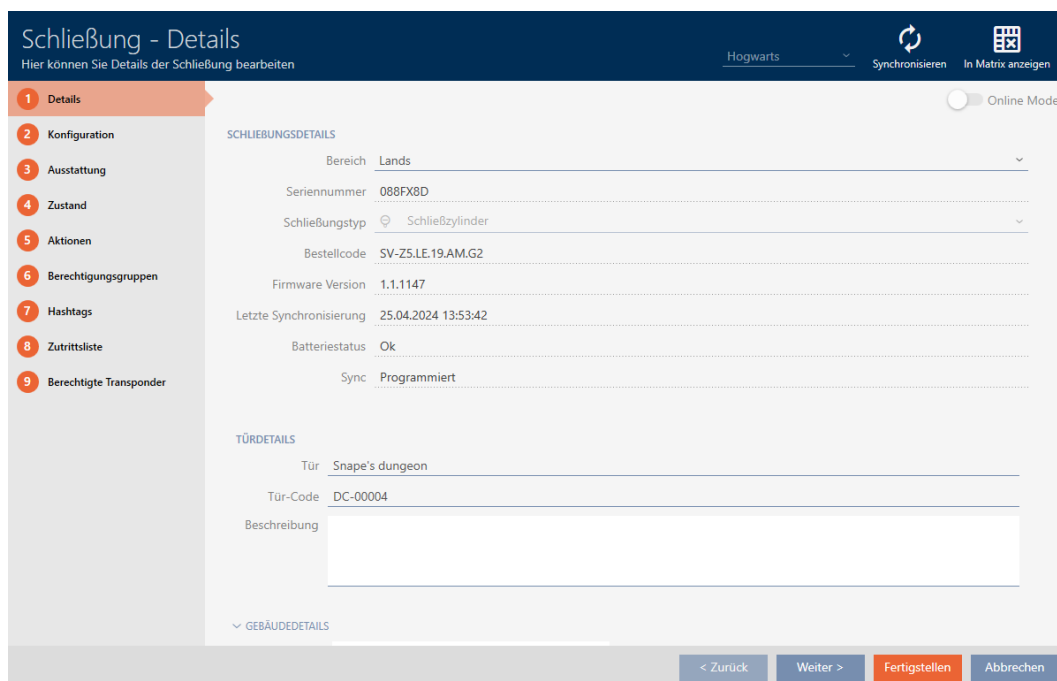 Schließung - Details
Hier können Sie Details der Schließung bearbeiten
Hogwarts
Synchronisieren
In Matrix anzeigen
1 Details
2 Konfiguration
3 Ausstattung
4 Zustand
5 Aktionen
6 Berechtigungsgruppen
7 Hashtags
8 Zutrittsliste
9 Berechtigte Transponder
Online Mode
SCHLIEßUNGSDETAILS
Bereich Lands
Seriennummer 088FX8D
Schließungstyp Schließzylinder
Bestellcode SV-Z5.LE.19.AM.G2
Firmware Version 1.1.1147
Letzte Synchronisierung 25.04.2024 13:53:42
Batteriestatus Ok
Sync Programmiert
TÜRDETAILS
Tür Snape's dungeon
Tür-Code DC-00004
Beschreibung
GEBÄUDEDETAILS
< Zurück
Weiter >
Fertigstellen
Abbrechen